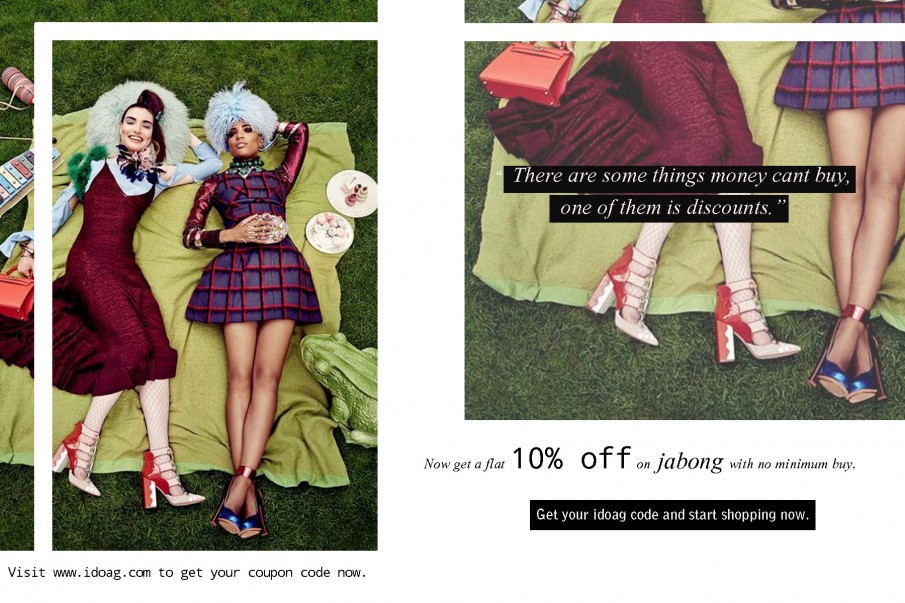 “ There are some things money cant buy,
one of them is discounts.”
Now get a flat 10% off on jabong with no minimum buy.
Get your idoag code and start shopping now.
Visit www.idoag.com to get your coupon code now.